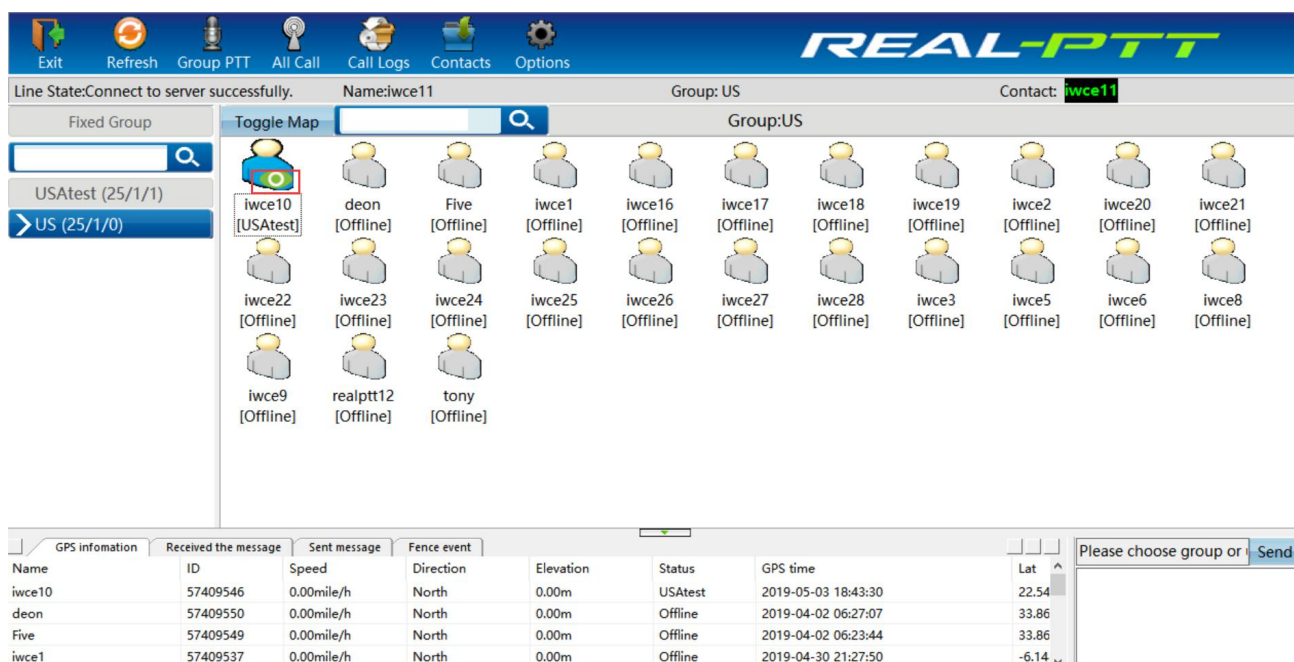 REAL-PTT
Exit Refresh Group PTT All Call Call Logs Contacts Options
Line State:Connect to server successfully. Name:iwce11 Group: US Contact: iwce11
Fixed Group
Toggle Map
Group:US
USAtest (25/1/1)
US (25/1/0)
iwce10 deon Five iwce1 iwce16 iwce17 iwce18 iwce19 iwce2 iwce20 iwce21
[USAtest] [Offline] [Offline] [Offline] [Offline] [Offline] [Offline] [Offline] [Offline] [Offline] [Offline]
iwce22 iwce23 iwce24 iwce25 iwce26 iwce27 iwce28 iwce3 iwce5 iwce6 iwce8
[Offline] [Offline] [Offline] [Offline] [Offline] [Offline] [Offline] [Offline] [Offline] [Offline] [Offline]
iwce9 realptt12 tony
[Offline] [Offline] [Offline]
GPS infomation Received the message Sent message Fence event
Please choose group or Send
Name ID Speed Direction Elevation Status GPS time Lat
iwce10 57409546 0.00mile/h North 0.00m USAtest 2019-05-03 18:43:30 22.54
deon 57409550 0.00mile/h North 0.00m Offline 2019-04-02 06:27:07 33.86
Five 57409549 0.00mile/h North 0.00m Offline 2019-04-02 06:23:44 33.86
iwce1 57409537 0.00mile/h North 0.00m Offline 2019-04-30 21:27:50 -6.14